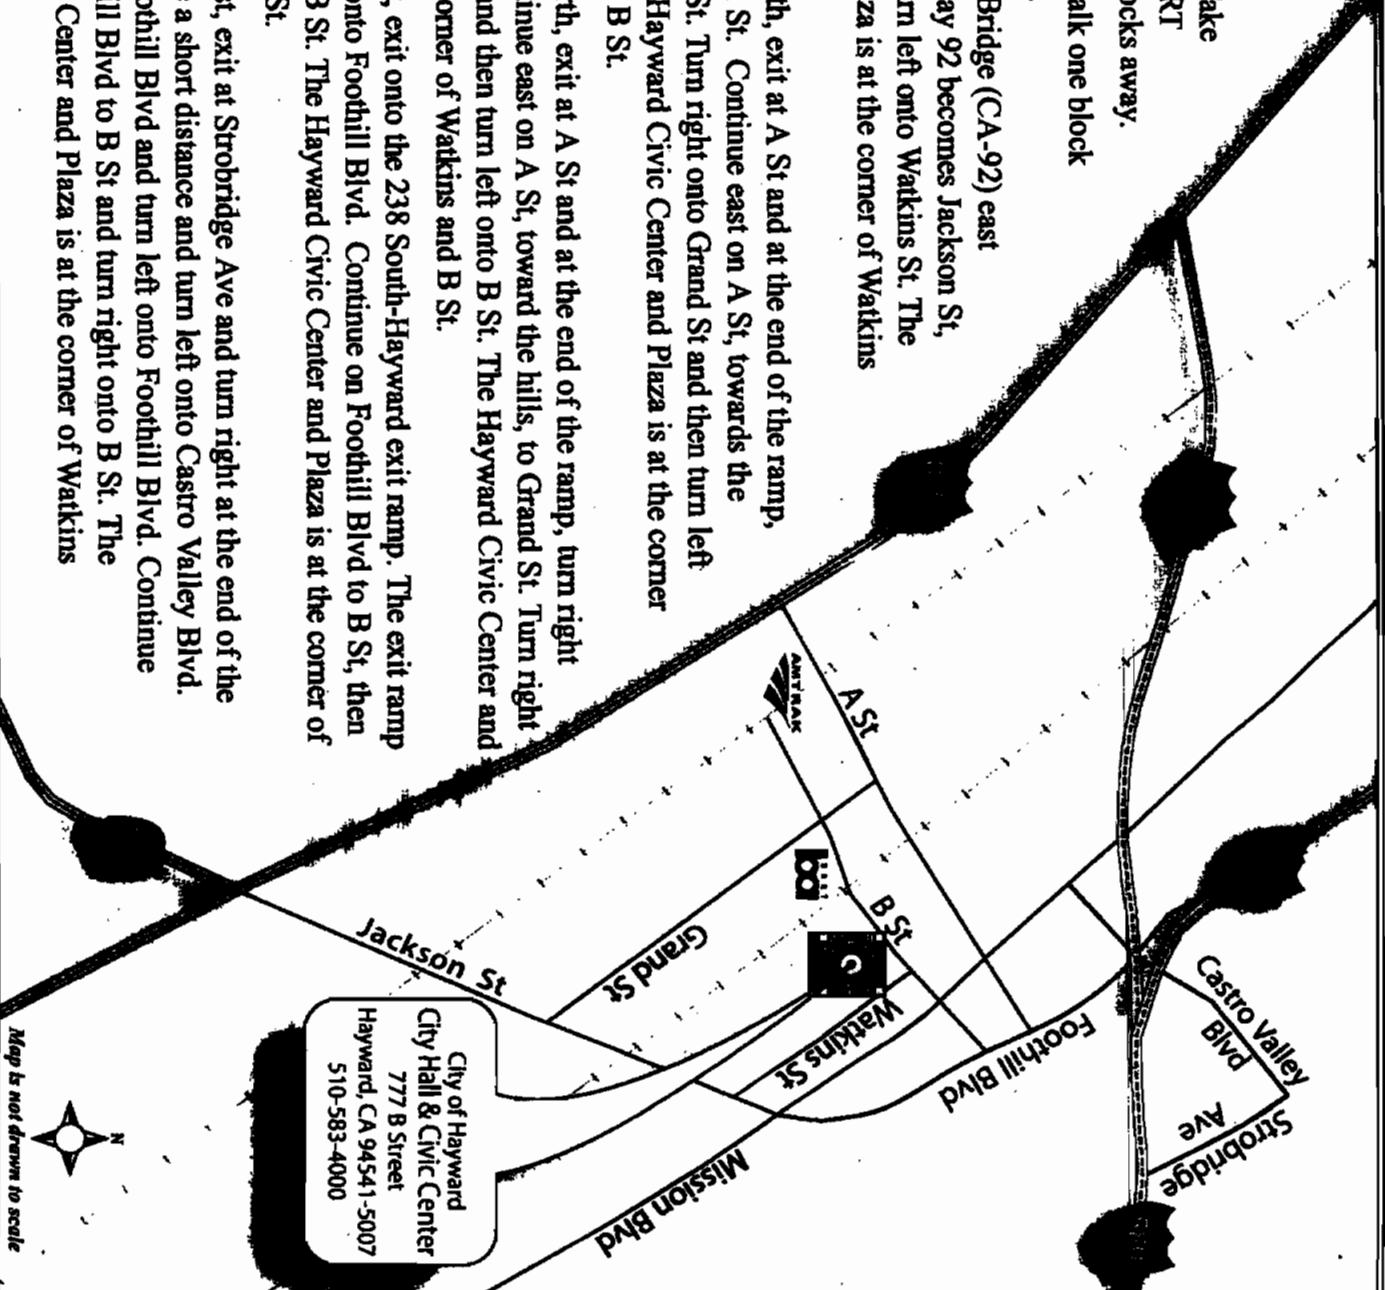 ake
RT
ocks away.
alk one block
Bridge (CA-92) east
ay 92 becomes Jackson St,
rn left onto Watkins St. The
za is at the corner of Watkins
th, exit at A St and at the end of the ramp,
St. Continue east on A St, towards the
St. Turn right onto Grand St and then turn left
Hayward Civic Center and Plaza is at the corner
B St.
rth, exit at A St and at the end of the ramp, turn right
inue east on A St, toward the hills, to Grand St. Turn right
and then turn left onto B St. The Hayward Civic Center and
orner of Watkins and B St.
, exit onto the 238 South-Hayward exit ramp. The exit ramp
onto Foothill Blvd. Continue on Foothill Blvd to B St, then
B St. The Hayward Civic Center and Plaza is at the corner of
St.
st, exit at Strobridge Ave and turn right at the end of the
a short distance and turn left onto Castro Valley Blvd.
othill Blvd and turn left onto Foothill Blvd. Continue
ill Blvd to B St and turn right onto B St. The
Center and Plaza is at the corner of Watkins
AMTRAK
A St
ba
B St
Grand St
Jackson St
Watkins St
Foothill Blvd
Mission Blvd
Castro Valley
Blvd
Strobridge
Ave
City of Hayward
City Hall & Civic Center
777 B Street
Hayward, CA 94541-5007
510-583-4000
N
Map is not drawn to scale